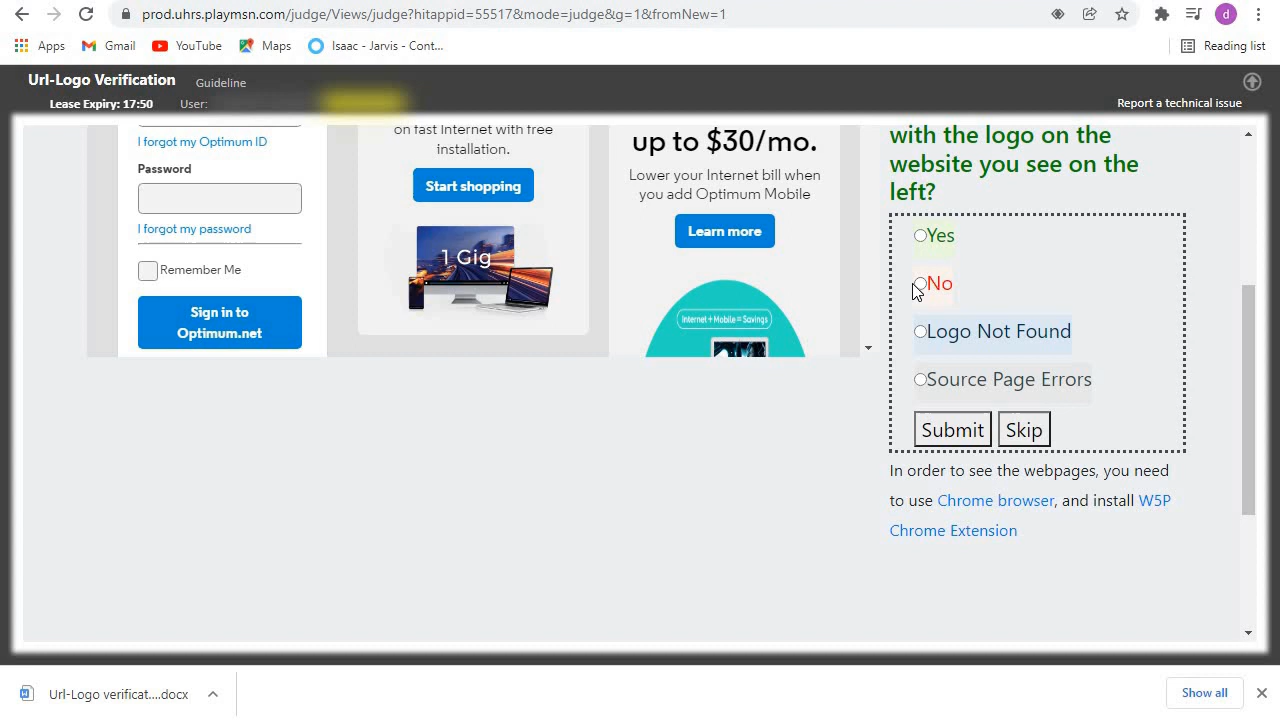 prod.uhrs.playmsn.com/judge/Views/judge?hitappid=55517&mode=judge&g=1&fromNew=1
d
Apps
Gmail
YouTube
Maps
Isaac - Jarvis - Cont...
Reading list
Url-Logo Verification
Guideline
Lease Expiry: 17:50
User:
Report a technical issue
I forgot my Optimum ID
Password
I forgot my password
Remember Me
Sign in to
Optimum.net
on fast Internet with free
installation.
Start shopping
1 Gig
up to $30/mo.
Lower your Internet bill when
you add Optimum Mobile
Learn more
Internet+Mobile=Savings
with the logo on the
website you see on the
left?
Yes
No
Logo Not Found
Source Page Errors
Submit
Skip
In order to see the webpages, you need
to use Chrome browser, and install W5P
Chrome Extension
Url-Logo verificat....docx
Show all